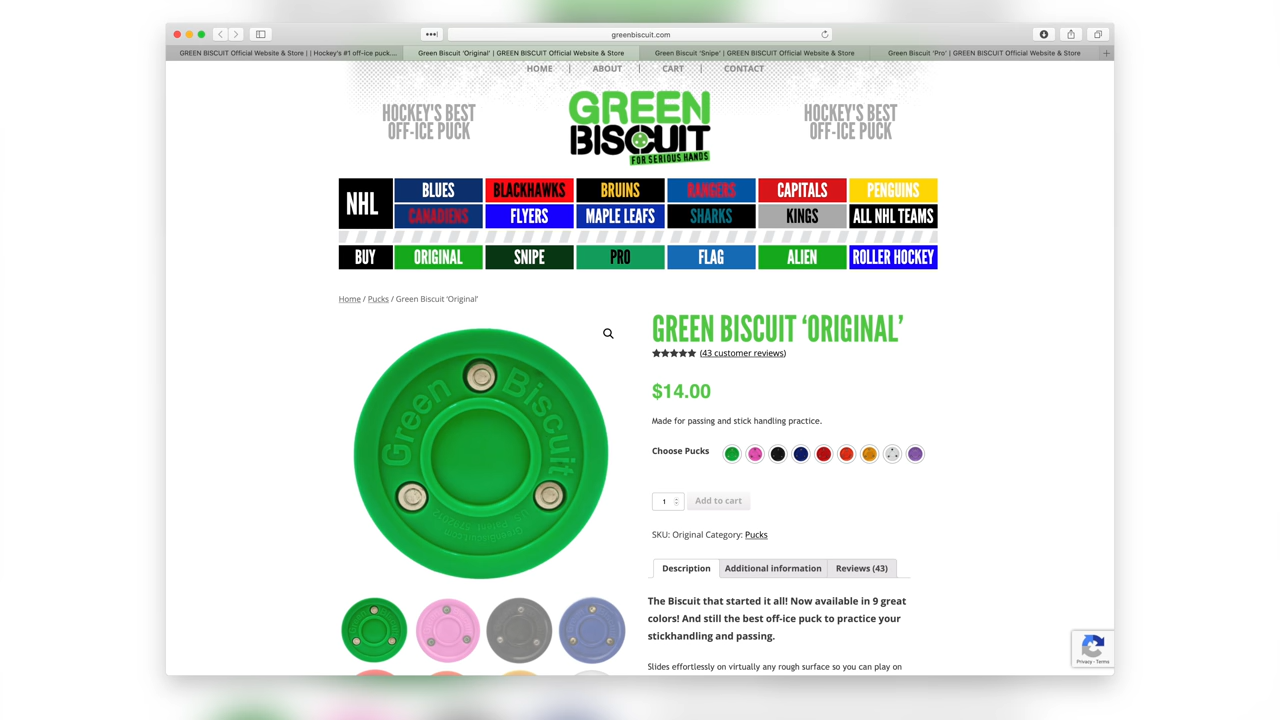 greenbiscuit.com
GREEN BISCUIT Official Website & Store | | Hockey's #1 off-ice puck....
Green Biscuit 'Original' | GREEN BISCUIT Official Website & Store
Green Biscuit 'Snipe' | GREEN BISCUIT Official Website & Store
Green Biscuit 'Pro' | GREEN BISCUIT Official Website & Store
HOME | ABOUT | CART | CONTACT
HOCKEY'S BEST
OFF-ICE PUCK
GREEN
BISCUIT
FOR SERIOUS HANDS
HOCKEY'S BEST
OFF-ICE PUCK
NHL
BLUES BLACKHAWKS BRUINS RANGERS CAPITALS PENGUINS
CANADIENS FLYERS MAPLE LEAFS SHARKS KINGS ALL NHL TEAMS
BUY ORIGINAL SNIPE PRO FLAG ALIEN ROLLER HOCKEY
Home / Pucks / Green Biscuit 'Original'
Green Biscuit
GREEN BISCUIT 'ORIGINAL'
(43 customer reviews)
$14.00
Made for passing and stick handling practice.
Choose Pucks
1 Add to cart
SKU: Original Category: Pucks
Description Additional information Reviews (43)
The Biscuit that started it all! Now available in 9 great
colors! And still the best off-ice puck to practice your
stickhandling and passing.
Slides effortlessly on virtually any rough surface so you can play on
Privacy - Terms